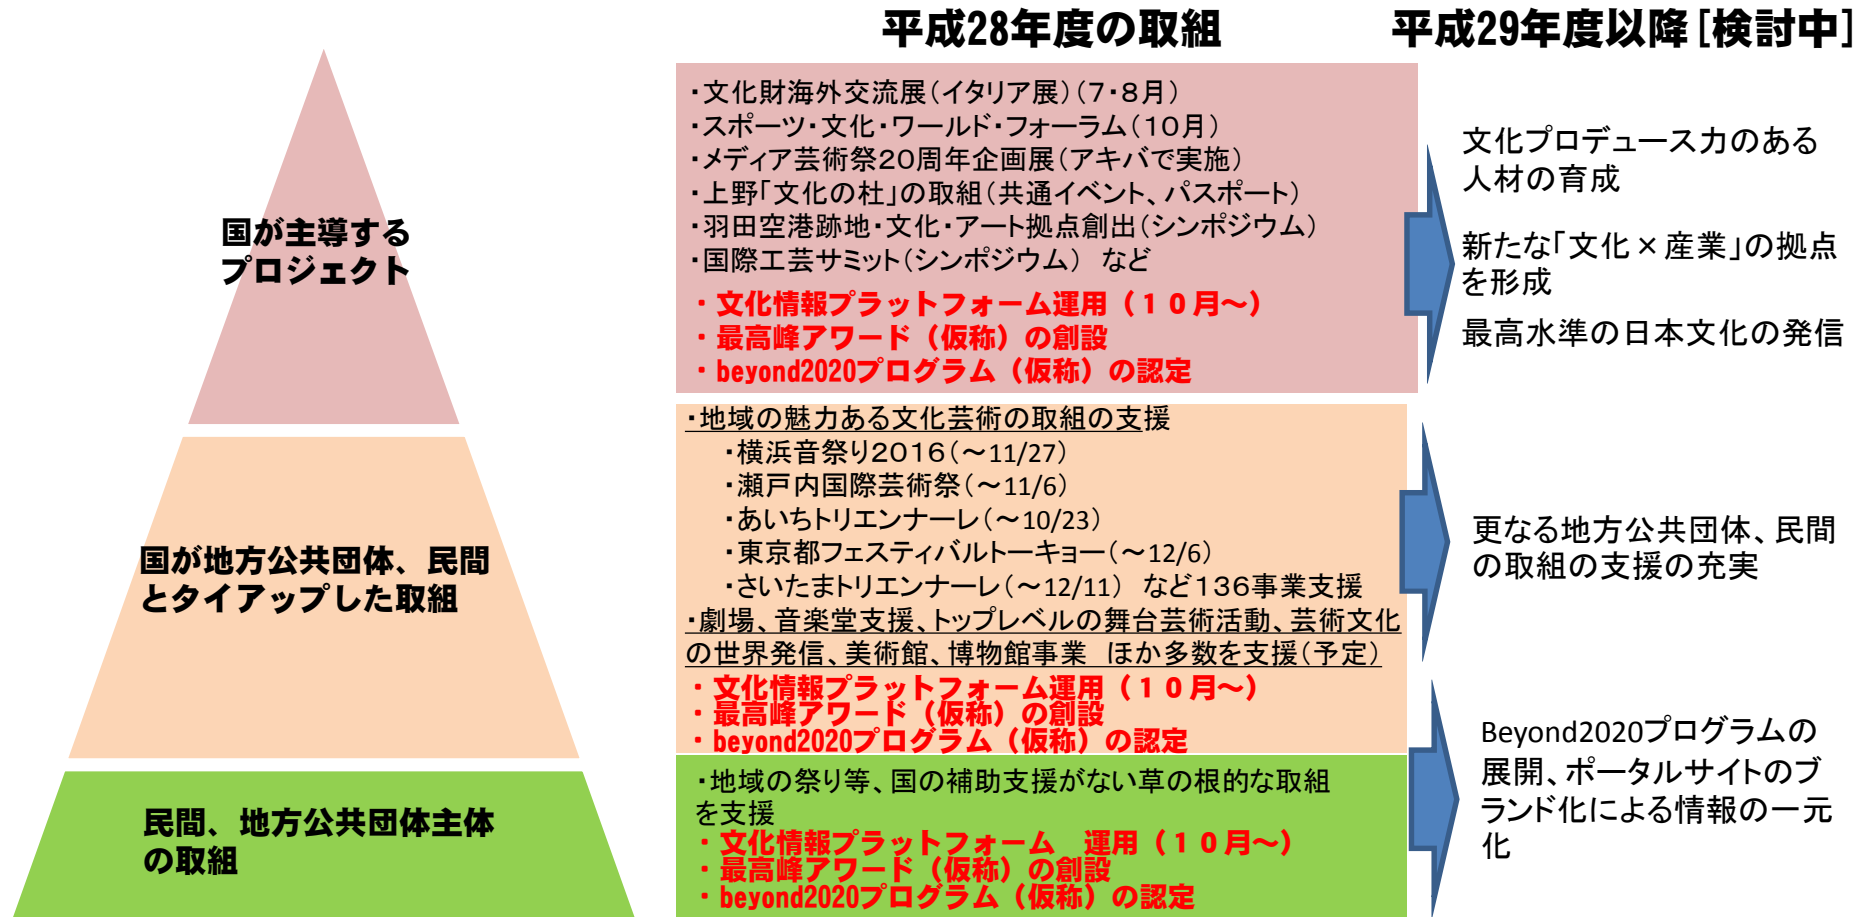 平成28年度の取組
平成29年度以降[検討中]
国が主導する
プロジェクト
・文化財海外交流展(イタリア展)(7・8月)
・スポーツ・文化・ワールド・フォーラム(10月)
・メディア芸術祭20周年企画展(アキバで実施)
・上野「文化の杜」の取組(共通イベント、パスポート)
・羽田空港跡地・文化・アート拠点創出(シンポジウム)
・国際工芸サミット(シンポジウム) など
・文化情報プラットフォーム運用(10月~)
・最高峰アワード(仮称)の創設
・beyond2020プログラム(仮称)の認定
文化プロデュース力のある
人材の育成
新たな「文化×産業」の拠点
を形成
最高水準の日本文化の発信
国が地方公共団体、民間
とタイアップした取組
・地域の魅力ある文化芸術の取組の支援
・横浜音祭り2016(~11/27)
・瀬戸内国際芸術祭(~11/6)
・あいちトリエンナーレ(~10/23)
・東京都フェスティバルトーキョー(~12/6)
・さいたまトリエンナーレ(~12/11) など136事業支援
・劇場、音楽堂支援、トップレベルの舞台芸術活動、芸術文化
の世界発信、美術館、博物館事業 ほか多数を支援(予定)
・文化情報プラットフォーム運用(10月~)
・最高峰アワード(仮称)の創設
・beyond2020プログラム(仮称)の認定
更なる地方公共団体、民間
の取組の支援の充実
民間、地方公共団体主体
の取組
・地域の祭り等、国の補助支援がない草の根的な取組
を支援
・文化情報プラットフォーム 運用(10月~)
・最高峰アワード(仮称)の創設
・beyond2020プログラム(仮称)の認定
Beyond2020プログラムの
展開、ポータルサイトのブ
ランド化による情報の一元
化